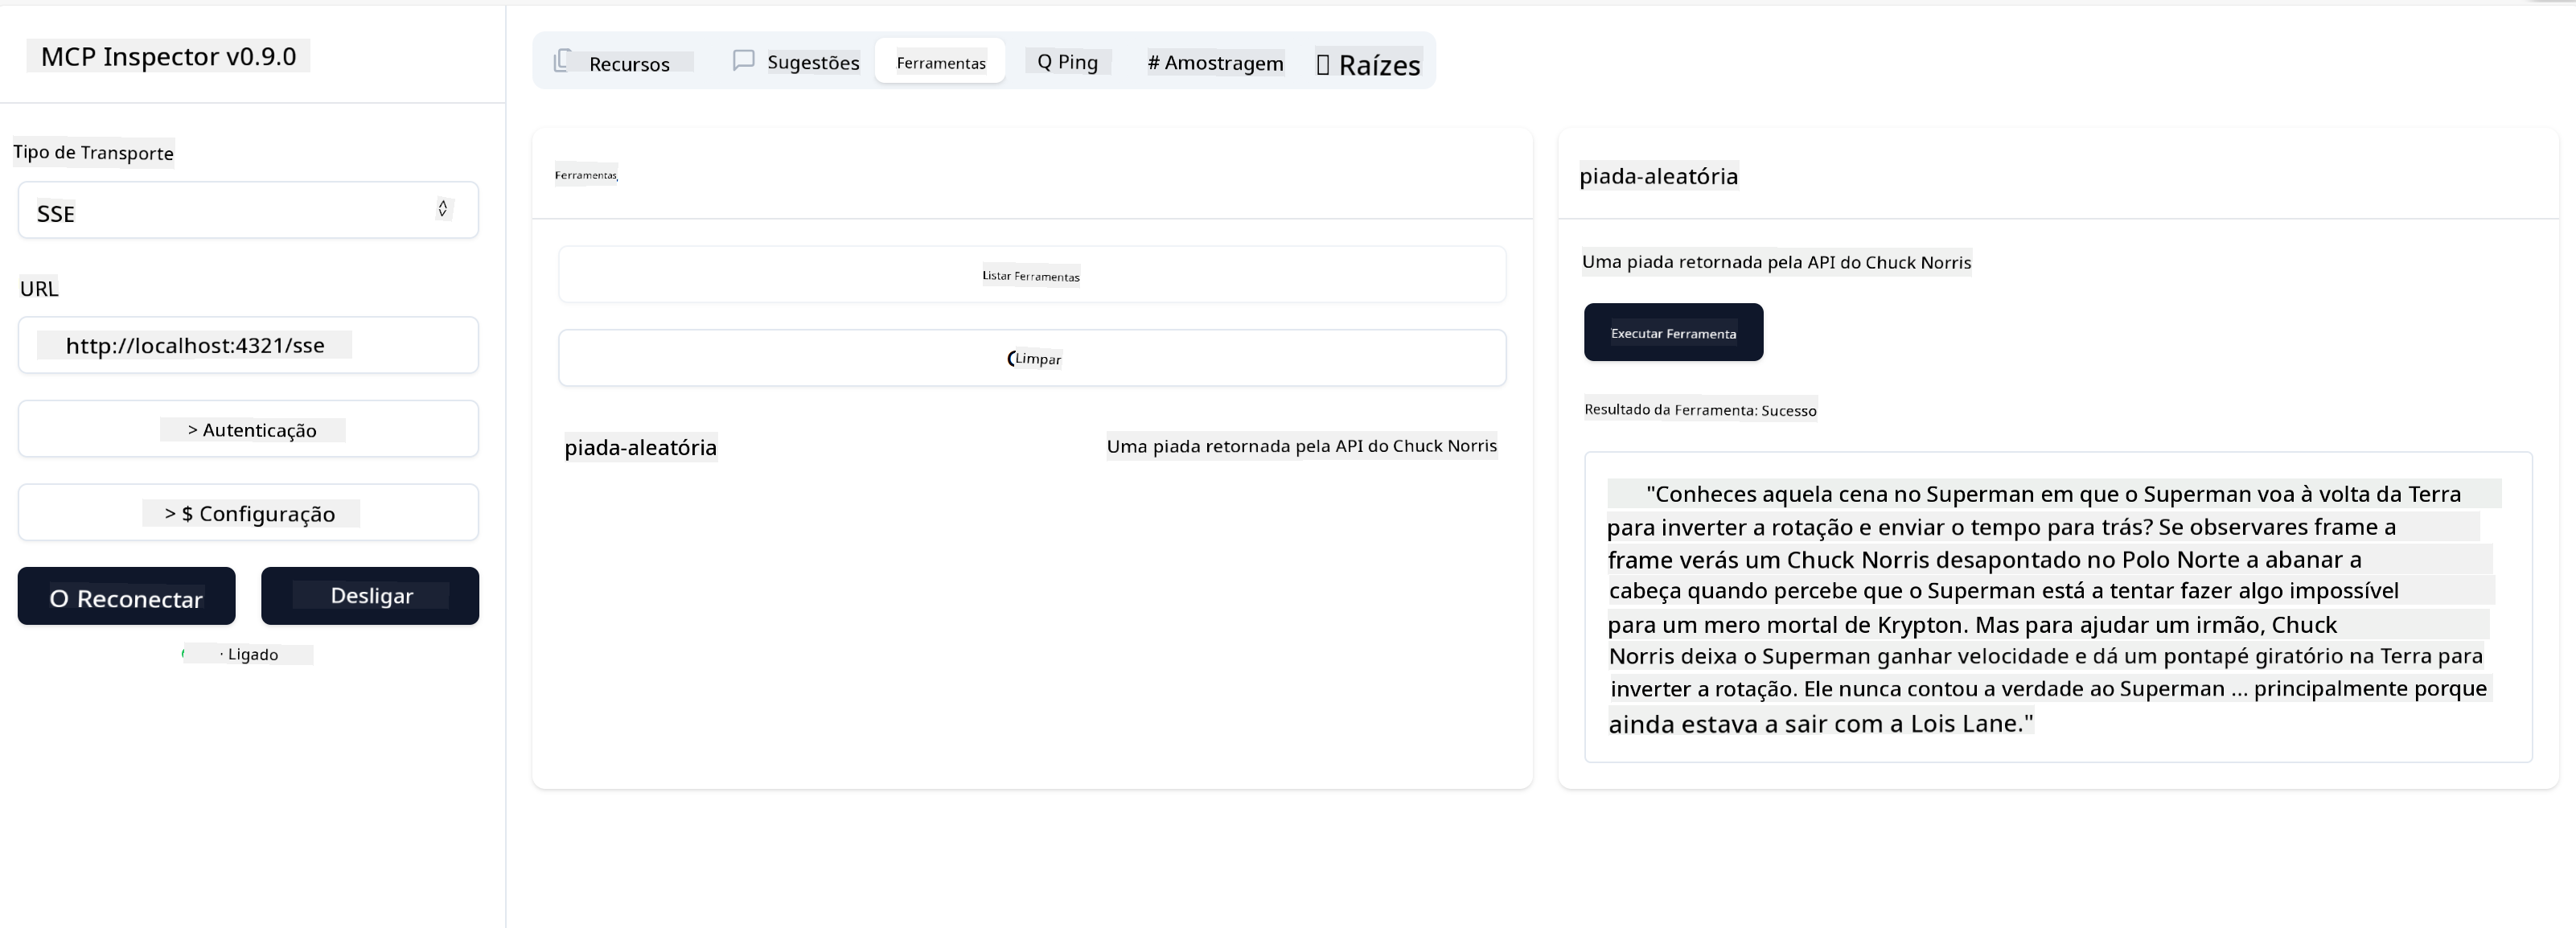 MCP Inspector v0.9.0
Tipo de Transporte
SSE
URL
http://localhost:4321/sse
> Autenticação
> $ Configuração
O Reconectar
Desligar
· Ligado
Recursos
Sugestões
Ferramentas
Q Ping
# Amostragem
Raízes
Ferramentas
Listar Ferramentas
Limpar
piada-aleatória
Uma piada retornada pela API do Chuck Norris
piada-aleatória
Uma piada retornada pela API do Chuck Norris
Executar Ferramenta
Resultado da Ferramenta: Sucesso
"Conheces aquela cena no Superman em que o Superman voa à volta da Terra
para inverter a rotação e enviar o tempo para trás? Se observares frame a
frame verás um Chuck Norris desapontado no Polo Norte a abanar a
cabeça quando percebe que o Superman está a tentar fazer algo impossível
para um mero mortal de Krypton. Mas para ajudar um irmão, Chuck
Norris deixa o Superman ganhar velocidade e dá um pontapé giratório na Terra para
inverter a rotação. Ele nunca contou a verdade ao Superman ... principalmente porque
ainda estava a sair com a Lois Lane."